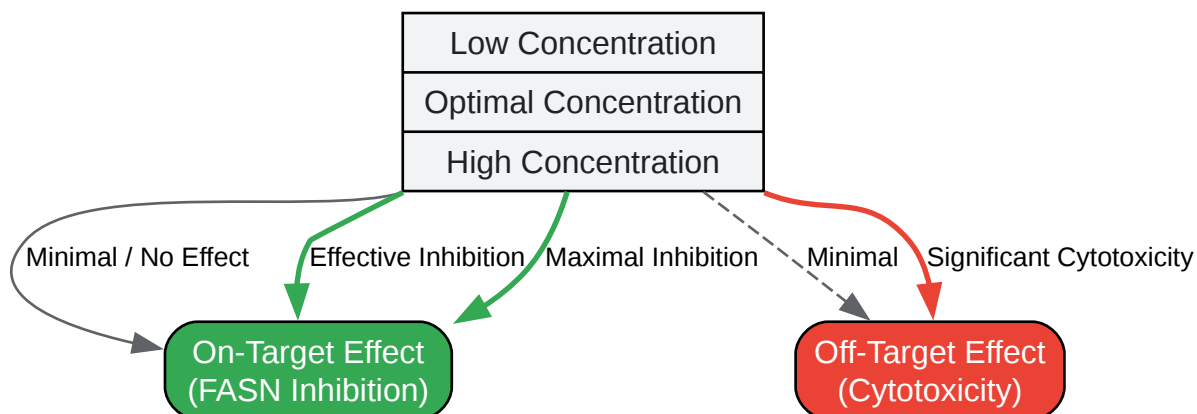 Low Concentration
Optimal Concentration
High Concentration
Minimal / No Effect
Effective Inhibition
Maximal Inhibition
Minimal
Significant Cytotoxicity
On-Target Effect
(FASN Inhibition)
Off-Target Effect
(Cytotoxicity)